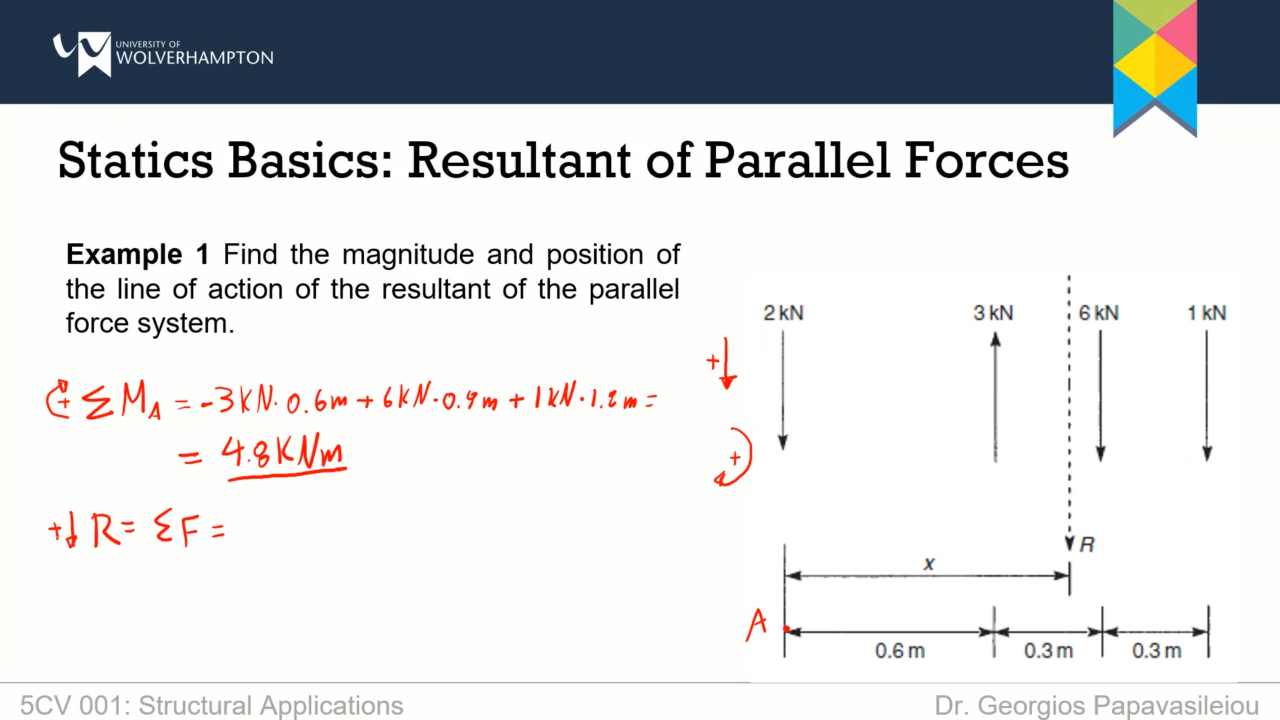 UNIVERSITY OF
WOLVERHAMPTON
Statics Basics: Resultant of Parallel Forces
Example 1 Find the magnitude and position of
the line of action of the resultant of the parallel
force system.
+ ΣM_A = -3KN·0.6m + 6KN·0.9m + 1KN·1.2m =
= 4.8KNm
+↓ R = ΣF =
2 kN 3 kN 6 kN 1 kN
+
+
R
x
A
0.6 m 0.3 m 0.3 m
5CV 001: Structural Applications
Dr. Georgios Papavasileiou